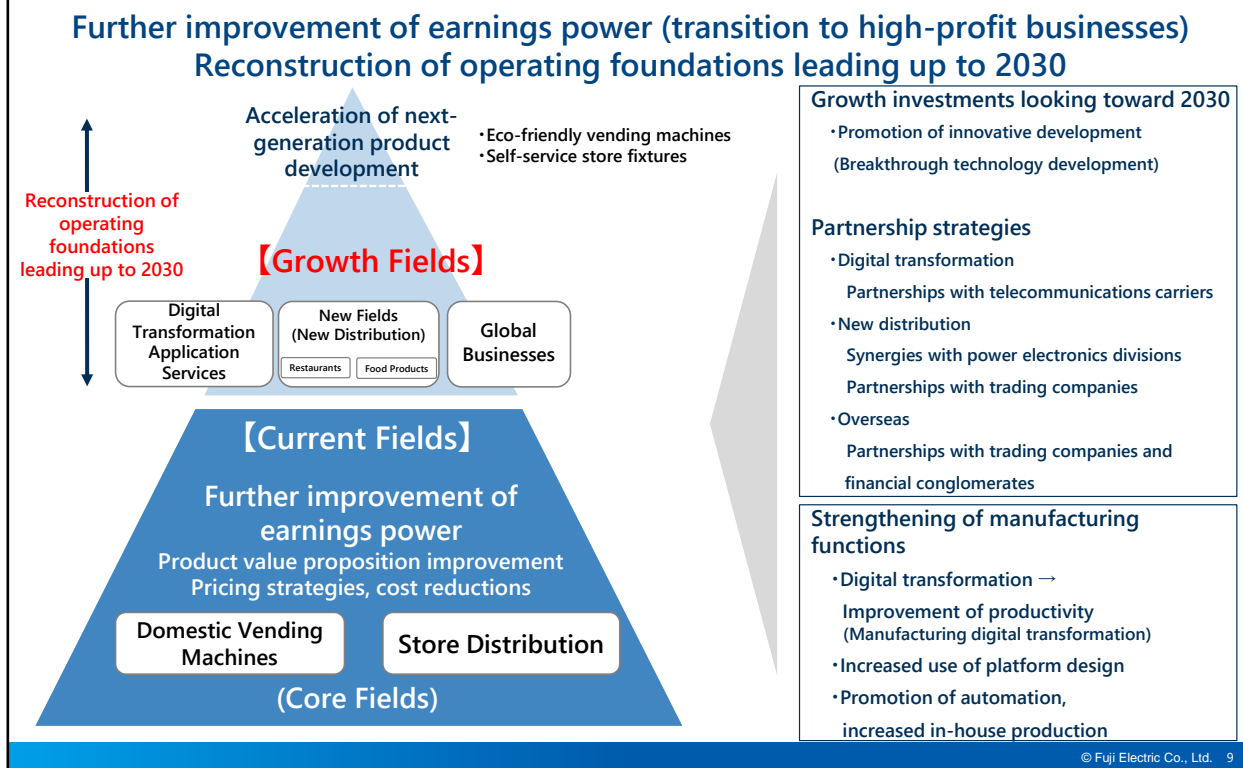 Further improvement of earnings power (transition to high-profit businesses)
Reconstruction of operating foundations leading up to 2030
Acceleration of next-
generation product
development
・Eco-friendly vending machines
・Self-service store fixtures
Reconstruction of
operating
foundations
leading up to 2030
【Growth Fields】
Digital
Transformation
Application
Services
New Fields
(New Distribution)
Restaurants
Food Products
Global
Businesses
【Current Fields】
Further improvement of
earnings power
Product value proposition improvement
Pricing strategies, cost reductions
Domestic Vending
Machines
Store Distribution
(Core Fields)
Growth investments looking toward 2030
・Promotion of innovative development
(Breakthrough technology development)
Partnership strategies
・Digital transformation
Partnerships with telecommunications carriers
・New distribution
Synergies with power electronics divisions
Partnerships with trading companies
・Overseas
Partnerships with trading companies and
financial conglomerates
Strengthening of manufacturing
functions
・Digital transformation →
Improvement of productivity
(Manufacturing digital transformation)
・Increased use of platform design
・Promotion of automation,
increased in-house production
© Fuji Electric Co., Ltd. 9